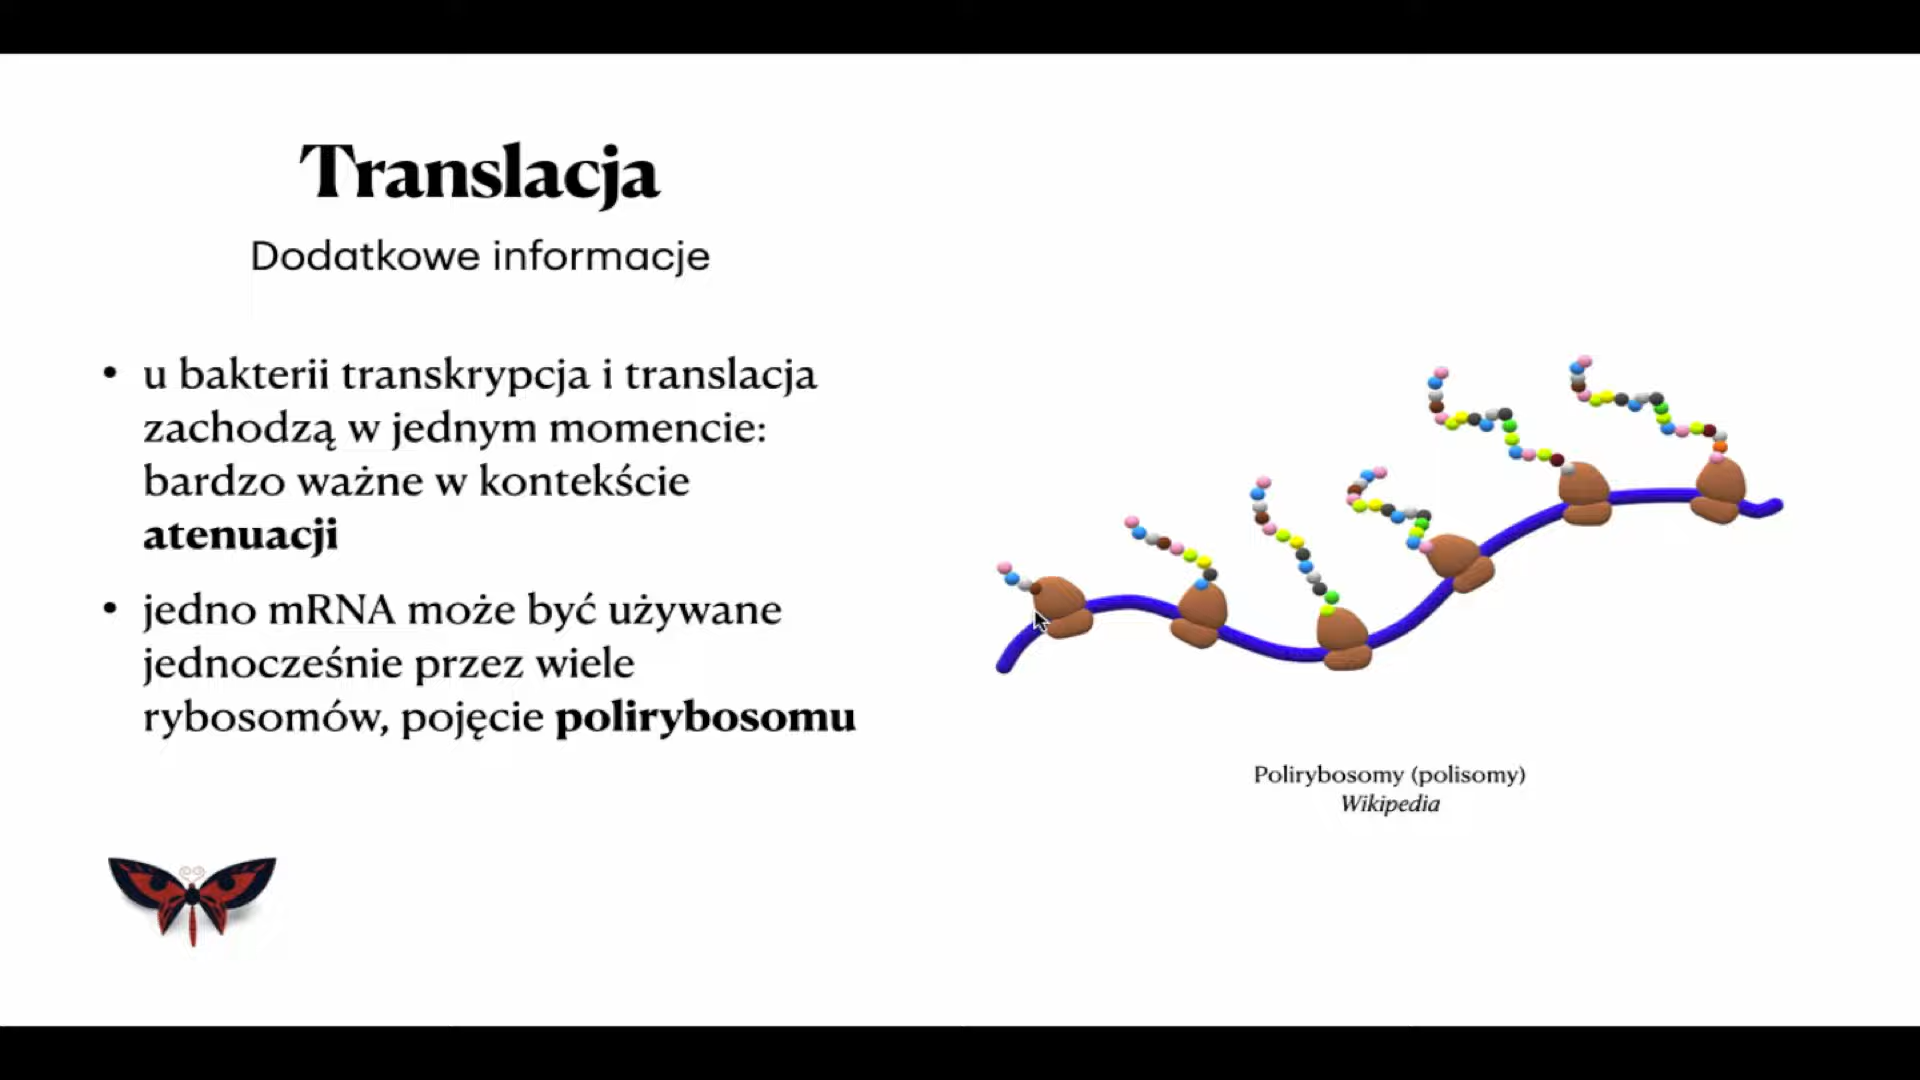 Translacja
Dodatkowe informacje
• u bakterii transkrypcja i translacja
zachodzą w jednym momencie:
bardzo ważne w kontekście
atenuacji
• jedno mRNA może być używane
jednocześnie przez wiele
rybosomów, pojęcie polirybosomu
Polirybosomy (polisomy)
Wikipedia